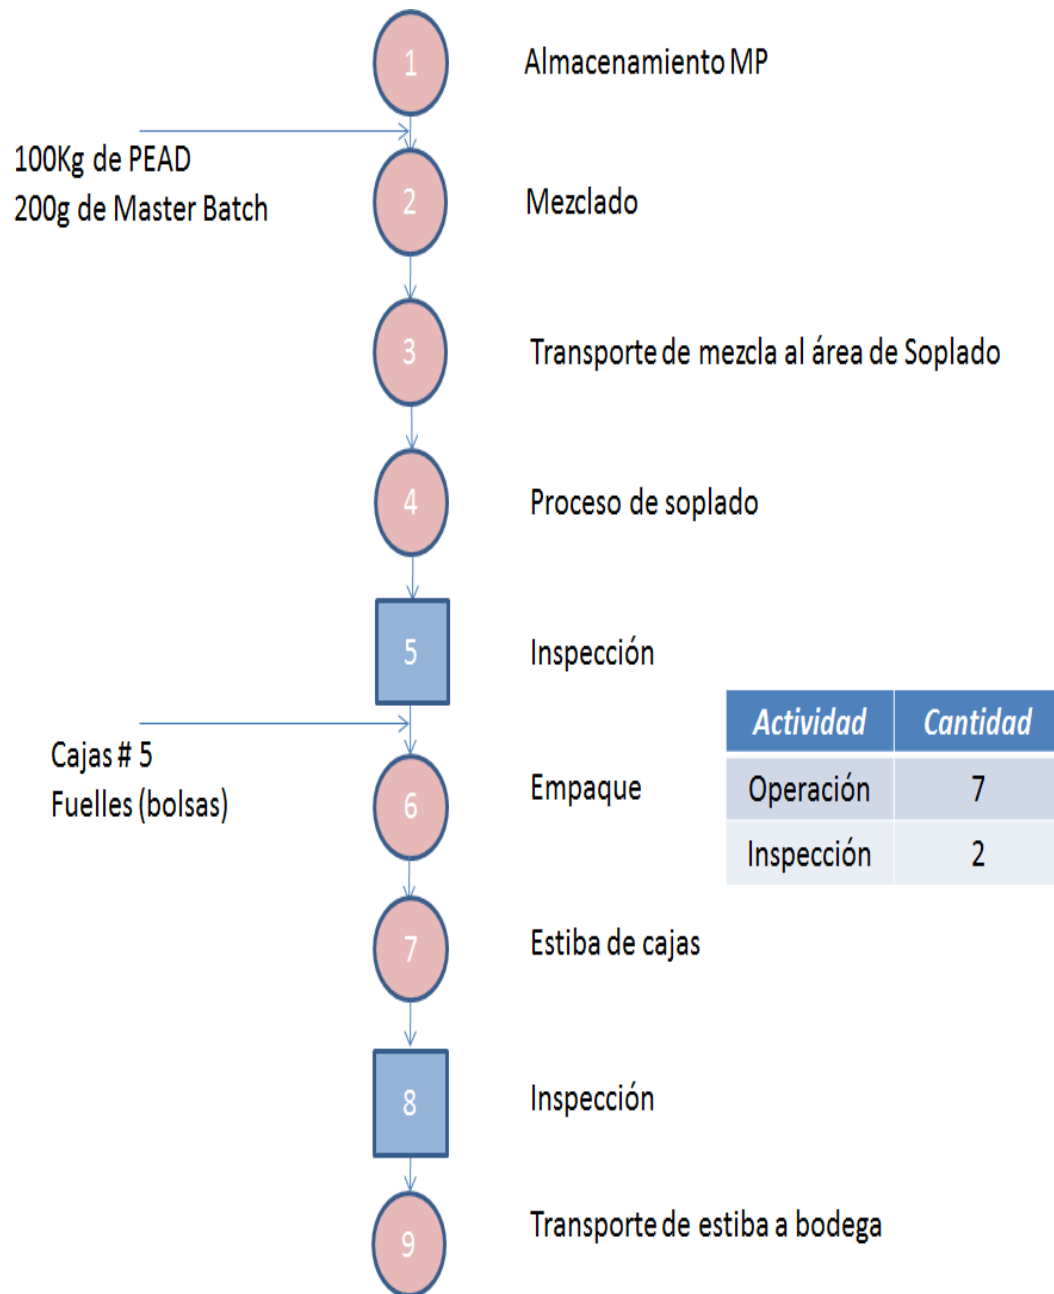 1
Almacenamiento MP
100Kg de PEAD
200g de Master Batch
2
Mezclado
3
Transporte de mezcla al área de Soplado
4
Proceso de soplado
5
Inspección
Cajas # 5
Fuelles (bolsas)
6
Empaque
Actividad Cantidad
Operación 7
Inspección 2
7
Estiba de cajas
8
Inspección
9
Transporte de estiba a bodega